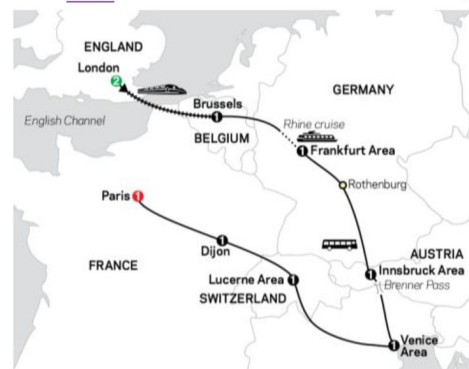 ENGLAND
London
2
GERMANY
Brussels
1
English Channel
BELGIUM
Rhine cruise
1
Frankfurt Area
Paris
1
Rothenburg
1
Dijon
AUSTRIA
FRANCE
Lucerne Area
1
1
Innsbruck Area
SWITZERLAND
Brenner Pass
1
Venice
Area